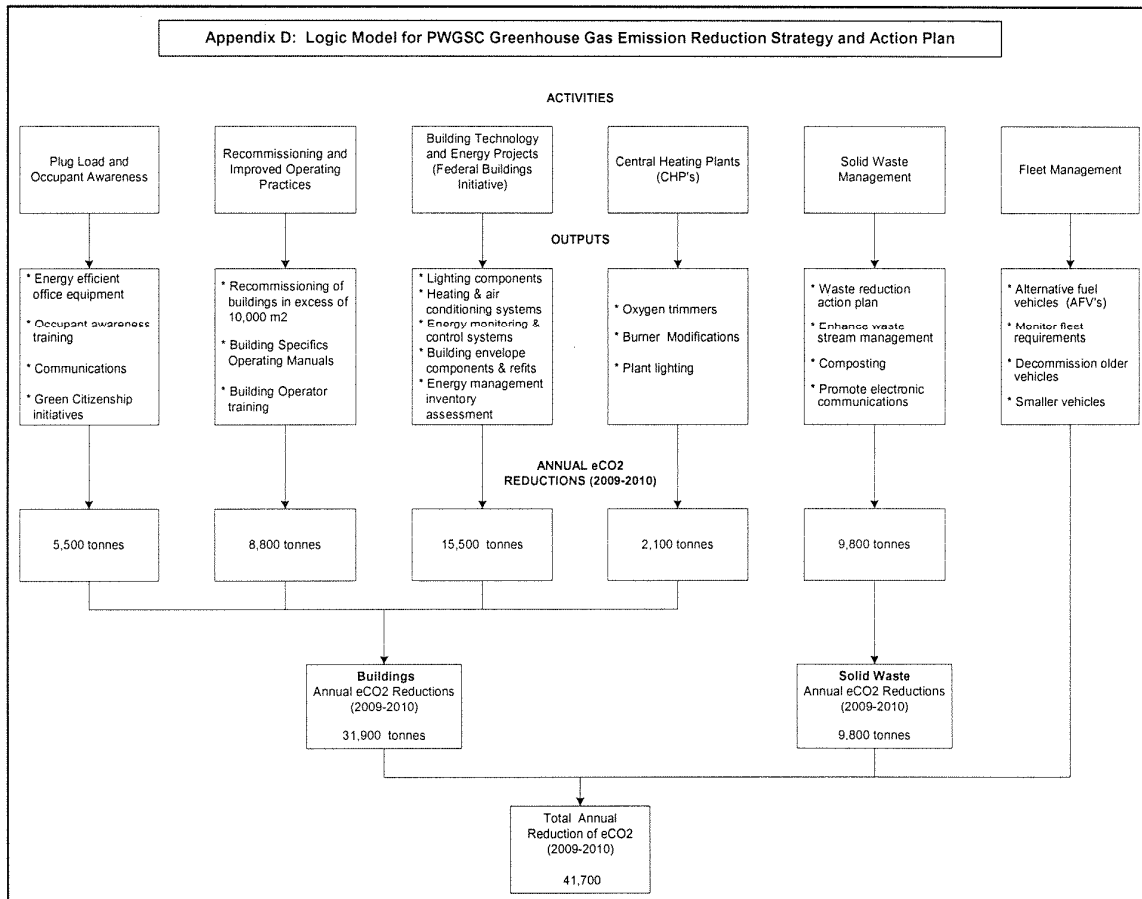 Appendix D: Logic Model for PWGSC Greenhouse Gas Emission Reduction Strategy and Action Plan
ACTIVITIES
Plug Load and
Occupant Awareness
Recommissioning and
Improved Operating
Practices
Building Technology
and Energy Projects
(Federal Buildings
Initiative)
Central Heating Plants
(CHP's)
Solid Waste
Management
Fleet Management
OUTPUTS
* Energy efficient
office equipment
* Occupant awareness
training
* Communications
* Green Citizenship
initiatives
* Recommissioning of
buildings in excess of
10,000 m2
* Building Specifics
Operating Manuals
* Building Operator
training
* Lighting components
* Heating & air
conditioning systems
* Energy monitoring &
control systems
* Building envelope
components & refits
* Energy management
inventory
assessment
* Oxygen trimmers
* Burner Modifications
* Plant lighting
* Waste reduction
action plan
* Enhance waste
stream management
* Composting
* Promote electronic
communications
* Alternative fuel
vehicles (AFV's)
* Monitor fleet
requirements
* Decommission older
vehicles
* Smaller vehicles
ANNUAL eCO2
REDUCTIONS (2009-2010)
5,500 tonnes
8,800 tonnes
15,500 tonnes
2,100 tonnes
9,800 tonnes
Buildings
Annual eCO2 Reductions
(2009-2010)
31,900 tonnes
Solid Waste
Annual eCO2 Reductions
(2009-2010)
9,800 tonnes
Total Annual
Reduction of eCO2
(2009-2010)
41,700